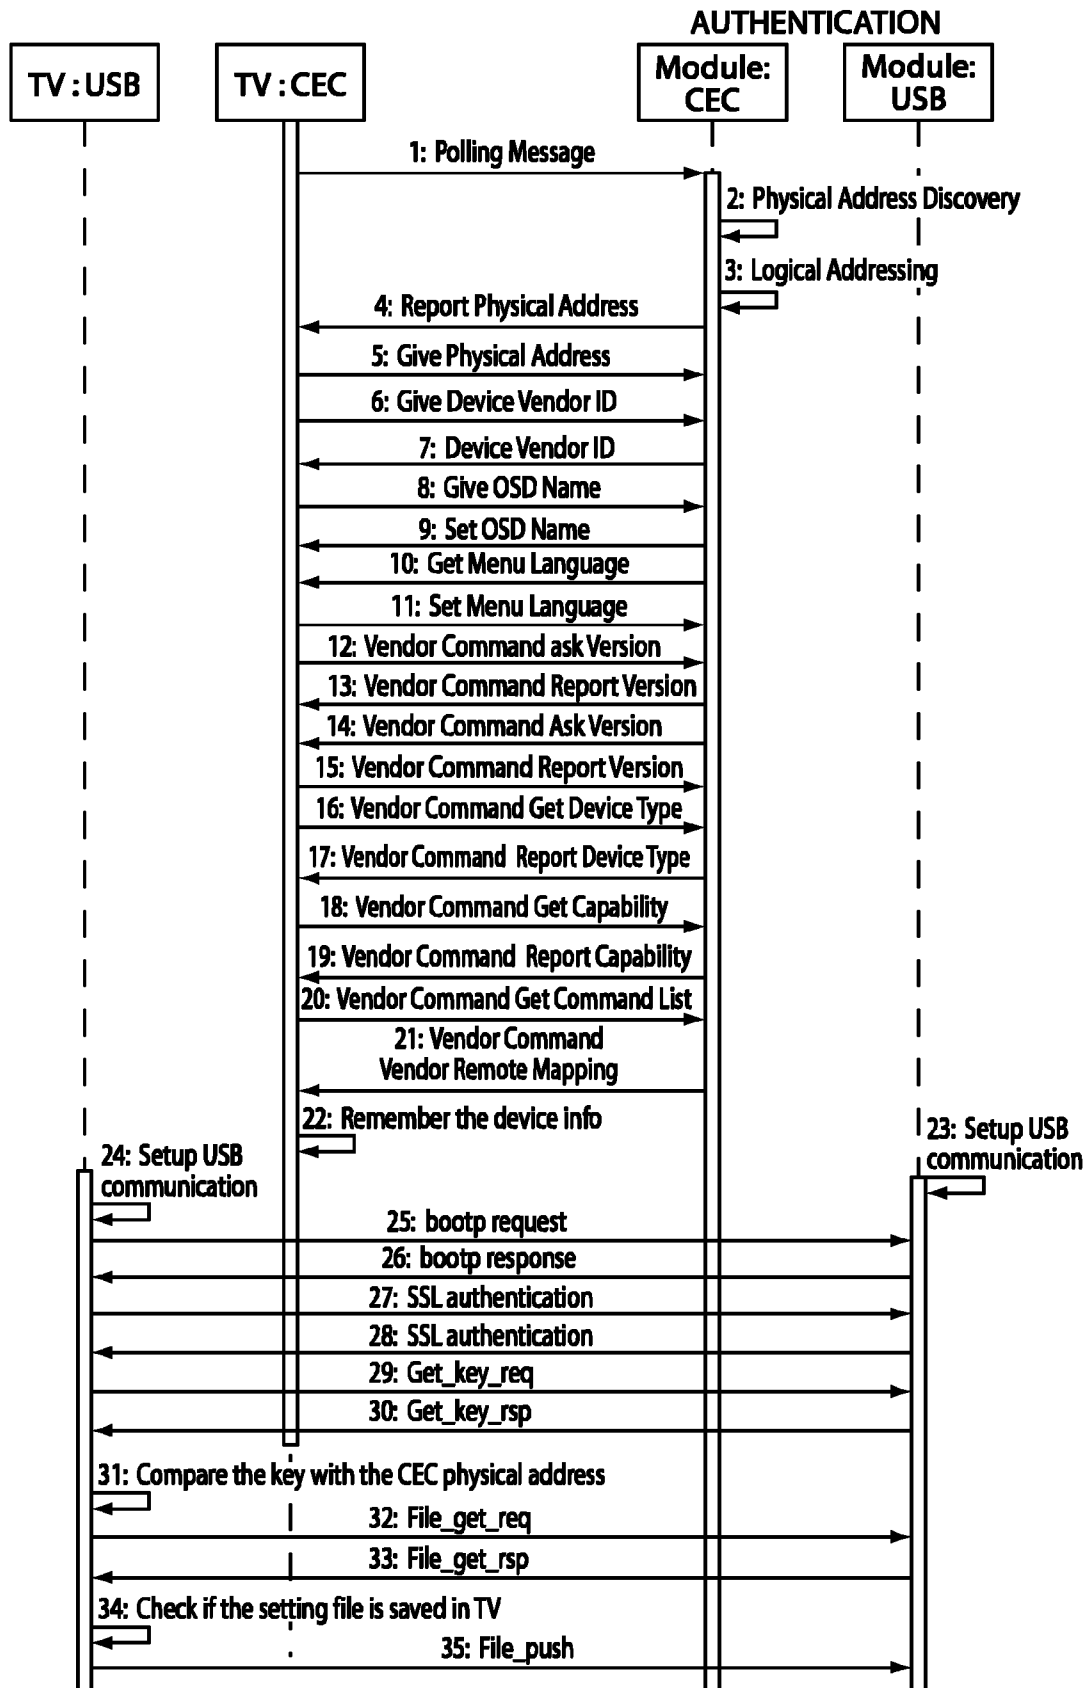 AUTHENTICATION
TV : USB
TV : CEC
Module:
CEC
Module:
USB
1: Polling Message
2: Physical Address Discovery
3: Logical Addressing
4: Report Physical Address
5: Give Physical Address
6: Give Device Vendor ID
7: Device Vendor ID
8: Give OSD Name
9: Set OSD Name
10: Get Menu Language
11: Set Menu Language
12: Vendor Command ask Version
13: Vendor Command Report Version
14: Vendor Command Ask Version
15: Vendor Command Report Version
16: Vendor Command Get Device Type
17: Vendor Command Report Device Type
18: Vendor Command Get Capability
19: Vendor Command Report Capability
20: Vendor Command Get Command List
21: Vendor Command
Vendor Remote Mapping
22: Remember the device info
23: Setup USB
communication
24: Setup USB
communication
25: bootp request
26: bootp response
27: SSL authentication
28: SSL authentication
29: Get_key_req
30: Get_key_rsp
31: Compare the key with the CEC physical address
32: File_get_req
33: File_get_rsp
34: Check if the setting file is saved in TV
35: File_push